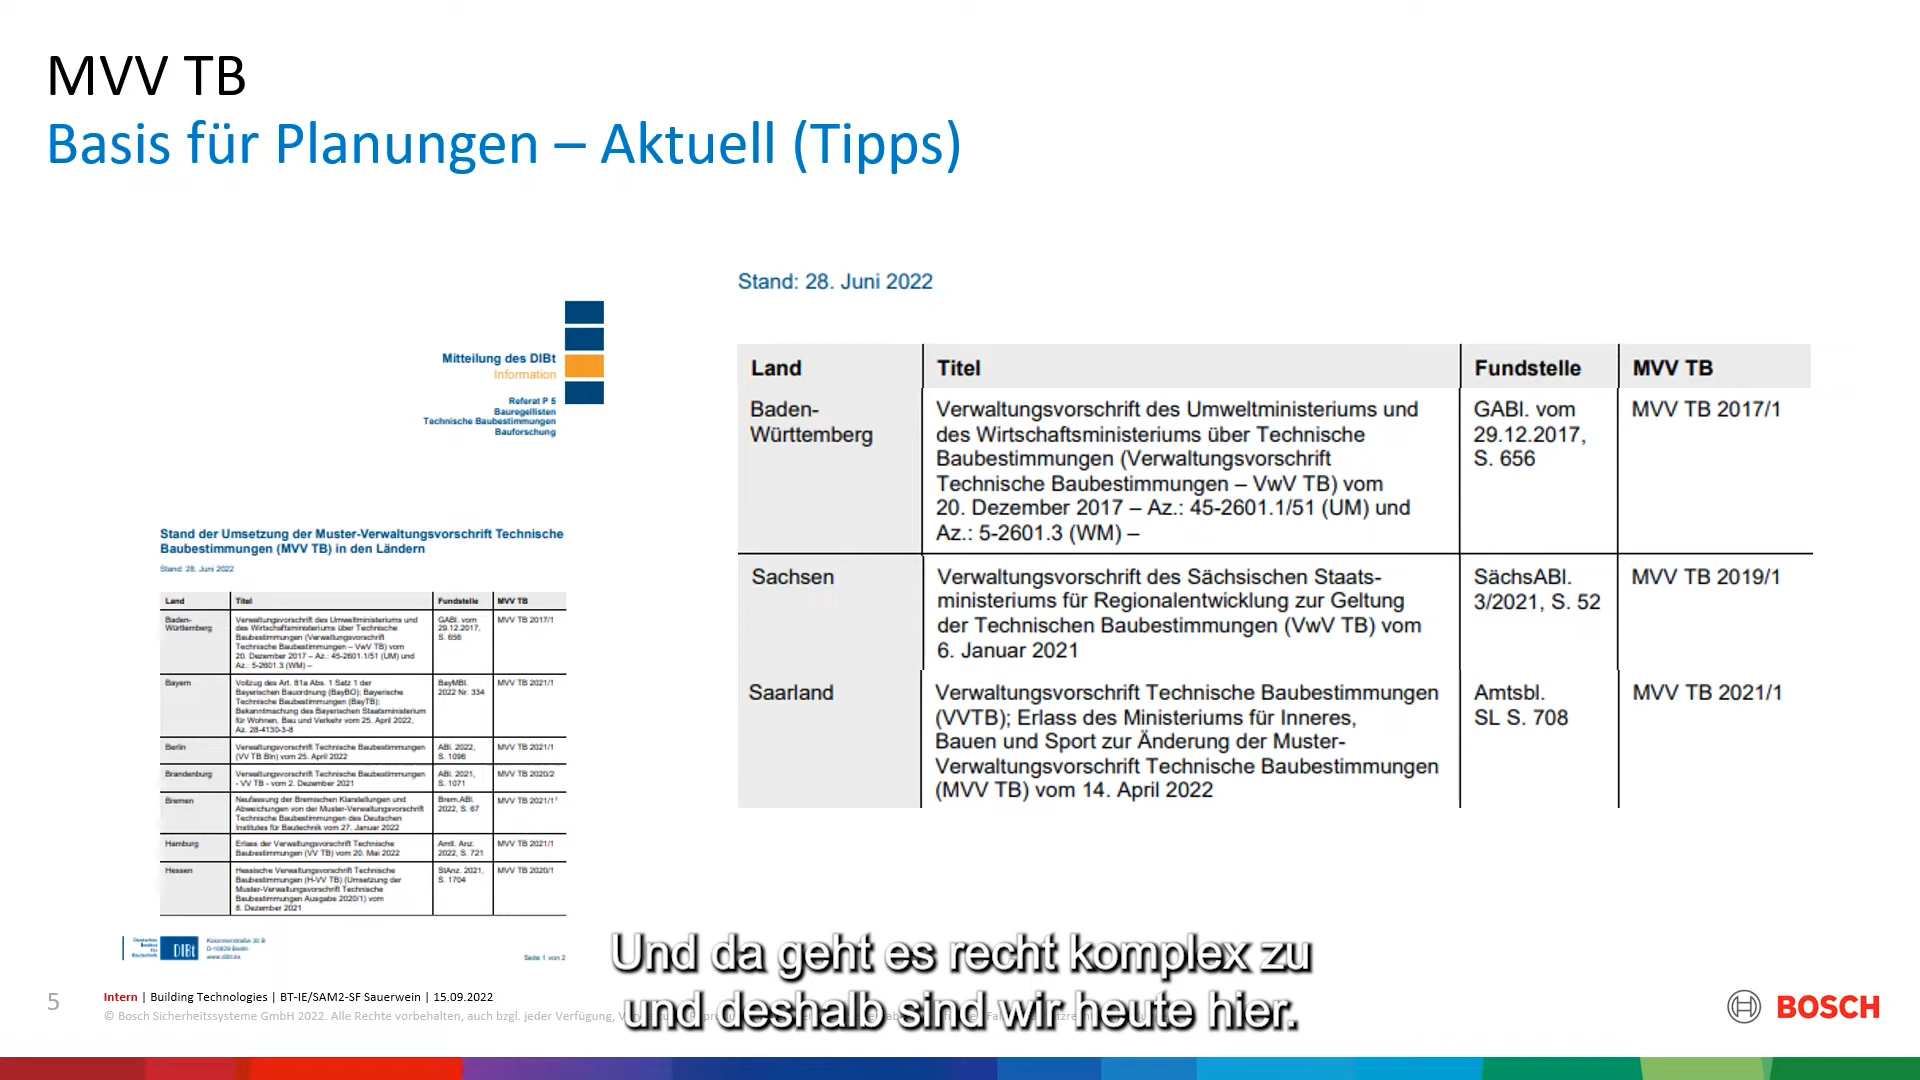 MVV TB
Basis für Planungen – Aktuell (Tipps)
Mitteilung des DIBt
Information
Referat P 5
Bauregellisten
Technische Baubestimmungen
Bauforschung
Stand der Umsetzung der Muster-Verwaltungsvorschrift Technische
Baubestimmungen (MVV TB) in den Ländern
Stand: 28. Juni 2022
Land Titel Fundstelle MVV TB
Baden-
Württemberg
Verwaltungsvorschrift des Umweltministeriums und
des Wirtschaftsministeriums über Technische
Baubestimmungen (Verwaltungsvorschrift
Technische Baubestimmungen – VwV TB) vom
20. Dezember 2017 – Az.: 45-2601.1/51 (UM) und
Az.: 5-2601.3 (WM) –
GABl. vom
29.12.2017,
S. 656
MVV TB 2017/1
Bayern
Vollzug des Art. 81a Abs. 1 Satz 1 der
Bayerischen Bauordnung (BayBO); Bayerische
Technische Baubestimmungen (BayTB);
Bekanntmachung des Bayerischen Staatsministerium
für Wohnen, Bau und Verkehr vom 25. April 2022,
Az. 28-4130-3-8
BayMBl.
2022 Nr. 334
MVV TB 2021/1
Berlin
Verwaltungsvorschrift Technische Baubestimmungen
(VV TB Bln) vom 25. April 2022
ABl. 2022,
S. 1096
MVV TB 2021/1
Brandenburg
Verwaltungsvorschrift Technische Baubestimmungen
- VV TB - vom 2. Dezember 2021
ABl. 2021,
S. 1071
MVV TB 2020/2
Bremen
Neufassung der Bremischen Klarstellungen und
Abweichungen von der Muster-Verwaltungsvorschrift
Technische Baubestimmungen des Deutschen
Institutes für Bautechnik vom 27. Januar 2022
Brem.ABl.
2022, S. 67
MVV TB 2021/1 ¹
Hamburg
Erlass der Verwaltungsvorschrift Technische
Baubestimmungen (VV TB) vom 20. Mai 2022
Amtl. Anz.
2022, S. 721
MVV TB 2021/1
Hessen
Hessische Verwaltungsvorschrift Technische
Baubestimmungen (H-VV TB) (Umsetzung der
Muster-Verwaltungsvorschrift Technische
Baubestimmungen Ausgabe 2020/1) vom
8. Dezember 2021
StAnz. 2021,
S. 1704
MVV TB 2020/1
Deutsches
Institut
für
Bautechnik
DIBt
Kolonnenstraße 30 B
D-10829 Berlin
www.dibt.de
Seite 1 von 2
Stand: 28. Juni 2022
Land Titel Fundstelle MVV TB
Baden-
Württemberg
Verwaltungsvorschrift des Umweltministeriums und
des Wirtschaftsministeriums über Technische
Baubestimmungen (Verwaltungsvorschrift
Technische Baubestimmungen – VwV TB) vom
20. Dezember 2017 – Az.: 45-2601.1/51 (UM) und
Az.: 5-2601.3 (WM) –
GABl. vom
29.12.2017,
S. 656
MVV TB 2017/1
Sachsen
Verwaltungsvorschrift des Sächsischen Staats-
ministeriums für Regionalentwicklung zur Geltung
der Technischen Baubestimmungen (VwV TB) vom
6. Januar 2021
SächsABl.
3/2021, S. 52
MVV TB 2019/1
Saarland
Verwaltungsvorschrift Technische Baubestimmungen
(VVTB); Erlass des Ministeriums für Inneres,
Bauen und Sport zur Änderung der Muster-
Verwaltungsvorschrift Technische Baubestimmungen
(MVV TB) vom 14. April 2022
Amtsbl.
SL S. 708
MVV TB 2021/1
Und da geht es recht komplex zu
und deshalb sind wir heute hier.
5
Intern | Building Technologies | BT-IE/SAM2-SF Sauerwein | 15.09.2022
© Bosch Sicherheitssysteme GmbH 2022. Alle Rechte vorbehalten, auch bzgl. jeder Verfügung,
BOSCH